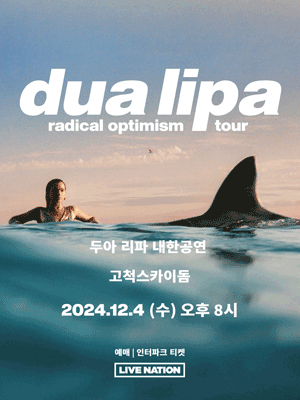 dua lipa
radical optimism tour
두아 리파 내한공연
고척스카이돔
2024.12.4 (수) 오후 8시
예매 | 인터파크 티켓
LIVE NATION